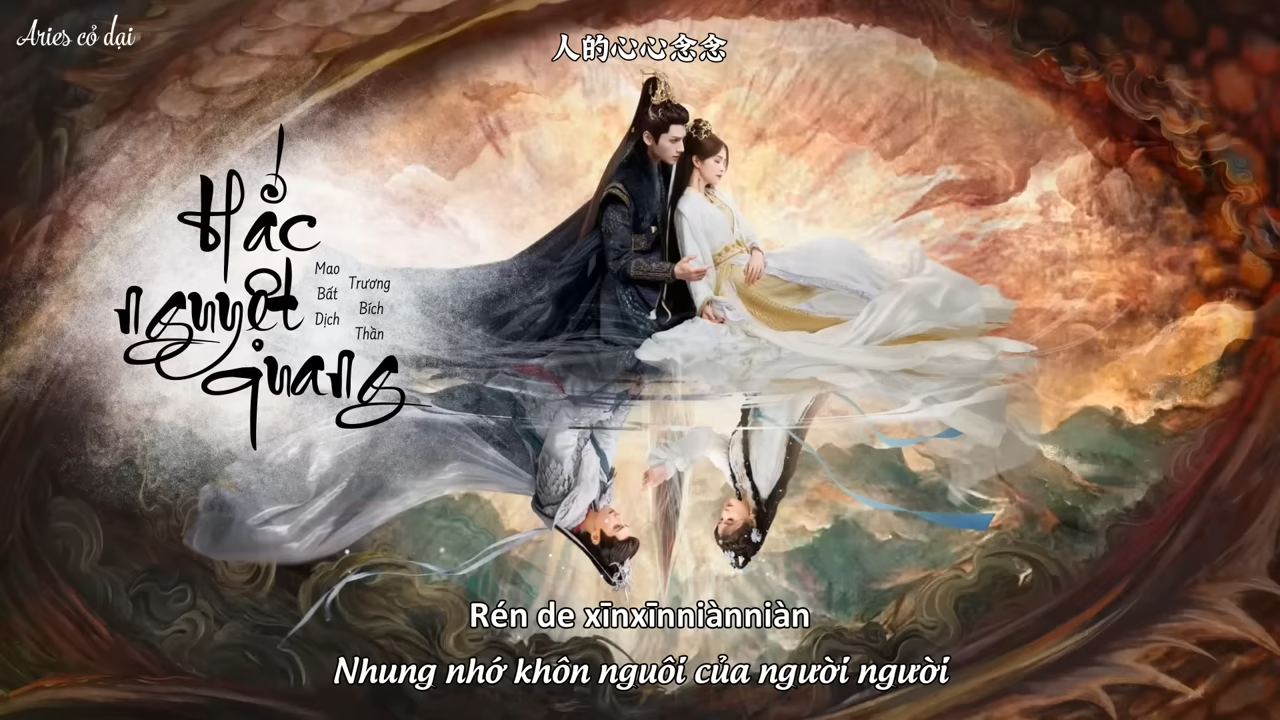 Aries cỏ dại
人的心心念念
Hắc
nguyệt
quang
Mao
Bất
Dịch
Trương
Bích
Thần
Rén de xīnxīnniànniàn
Nhung nhớ khôn nguôi của người người